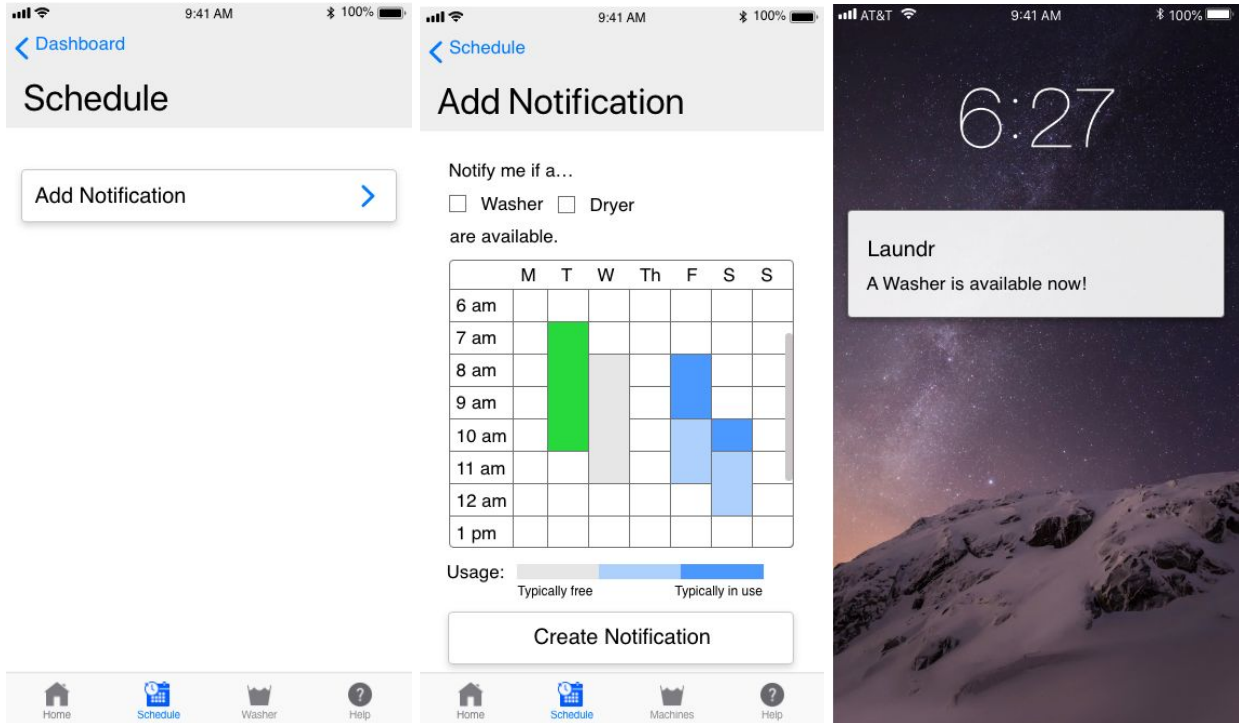 9:41 AM
100%
Dashboard
Schedule
Add Notification
Home
Schedule
Washer
Help
9:41 AM
100%
Schedule
Add Notification
Notify me if a…
Washer
Dryer
are available.
M T W Th F S S
6 am
7 am
8 am
9 am
10 am
11 am
12 am
1 pm
Usage:
Typically free
Typically in use
Create Notification
Home
Schedule
Machines
Help
AT&T
9:41 AM
100%
6:27
Laundr
A Washer is available now!